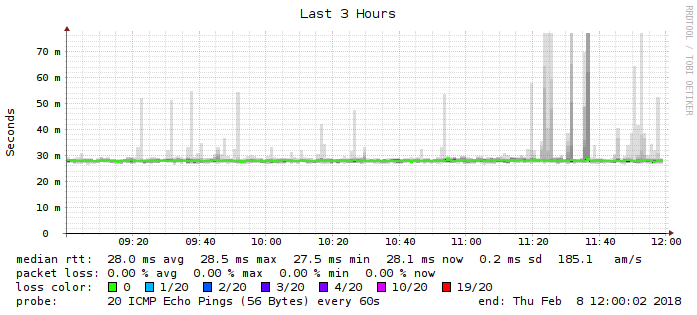 Last 3 Hours
RRDTOOL / TOBI OETIKER
Seconds
70 m
60 m
50 m
40 m
30 m
20 m
10 m
0
09:20 09:40 10:00 10:20 10:40 11:00 11:20 11:40 12:00
median rtt: 28.0 ms avg 28.5 ms max 27.5 ms min 28.1 ms now 0.2 ms sd 185.1 am/s
packet loss: 0.00 % avg 0.00 % max 0.00 % min 0.00 % now
loss color: 0 1/20 2/20 3/20 4/20 10/20 19/20
probe: 20 ICMP Echo Pings (56 Bytes) every 60s end: Thu Feb 8 12:00:02 2018